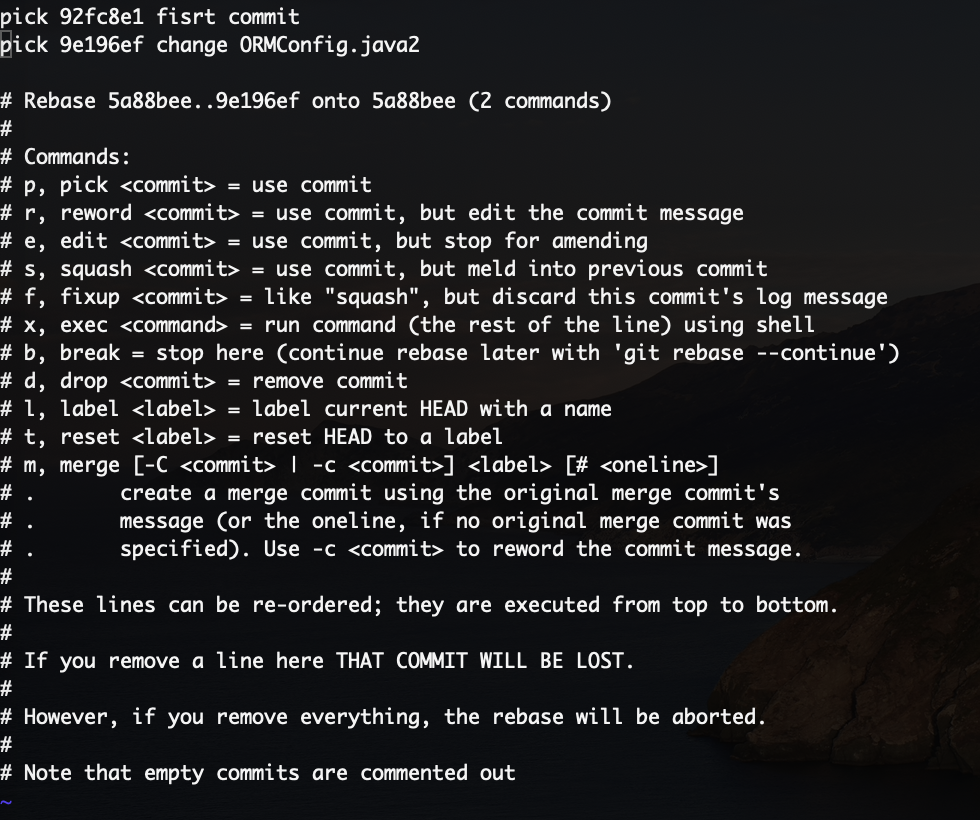 pick 92fc8e1 fisrt commit
pick 9e196ef change ORMConfig.java2
# Rebase 5a88bee..9e196ef onto 5a88bee (2 commands)
#
# Commands:
# p, pick <commit> = use commit
# r, reword <commit> = use commit, but edit the commit message
# e, edit <commit> = use commit, but stop for amending
# s, squash <commit> = use commit, but meld into previous commit
# f, fixup <commit> = like "squash", but discard this commit's log message
# x, exec <command> = run command (the rest of the line) using shell
# b, break = stop here (continue rebase later with 'git rebase --continue')
# d, drop <commit> = remove commit
# l, label <label> = label current HEAD with a name
# t, reset <label> = reset HEAD to a label
# m, merge [-C <commit> | -c <commit>] <label> [# <oneline>]
# .       create a merge commit using the original merge commit's
# .       message (or the oneline, if no original merge commit was
# .       specified). Use -c <commit> to reword the commit message.
#
# These lines can be re-ordered; they are executed from top to bottom.
#
# If you remove a line here THAT COMMIT WILL BE LOST.
#
# However, if you remove everything, the rebase will be aborted.
#
# Note that empty commits are commented out
~